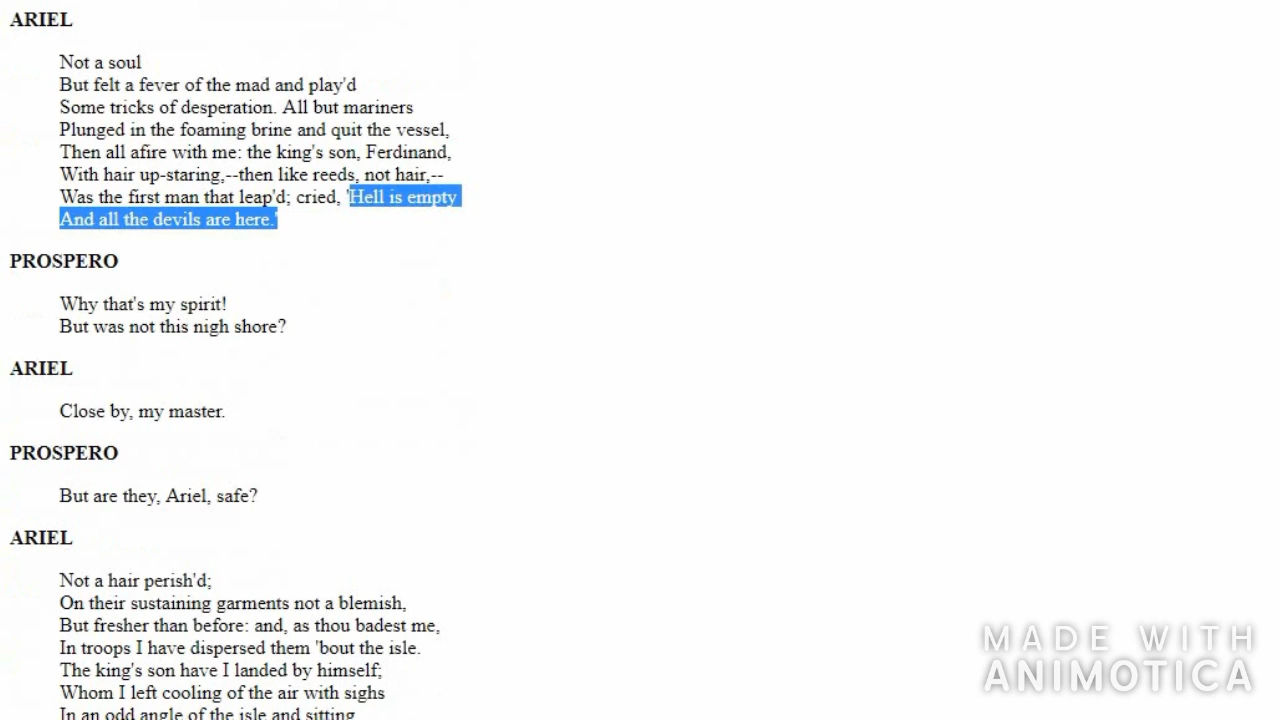 ARIEL
Not a soul
But felt a fever of the mad and play'd
Some tricks of desperation. All but mariners
Plunged in the foaming brine and quit the vessel,
Then all afire with me: the king's son, Ferdinand,
With hair up-staring,--then like reeds, not hair,--
Was the first man that leap'd; cried, 'Hell is empty
And all the devils are here.'
PROSPERO
Why that's my spirit!
But was not this nigh shore?
ARIEL
Close by, my master.
PROSPERO
But are they, Ariel, safe?
ARIEL
Not a hair perish'd;
On their sustaining garments not a blemish,
But fresher than before: and, as thou badest me,
In troops I have dispersed them 'bout the isle.
The king's son have I landed by himself;
Whom I left cooling of the air with sighs
In an odd angle of the isle and sitting,
MADE WITH
ANIMOTICA